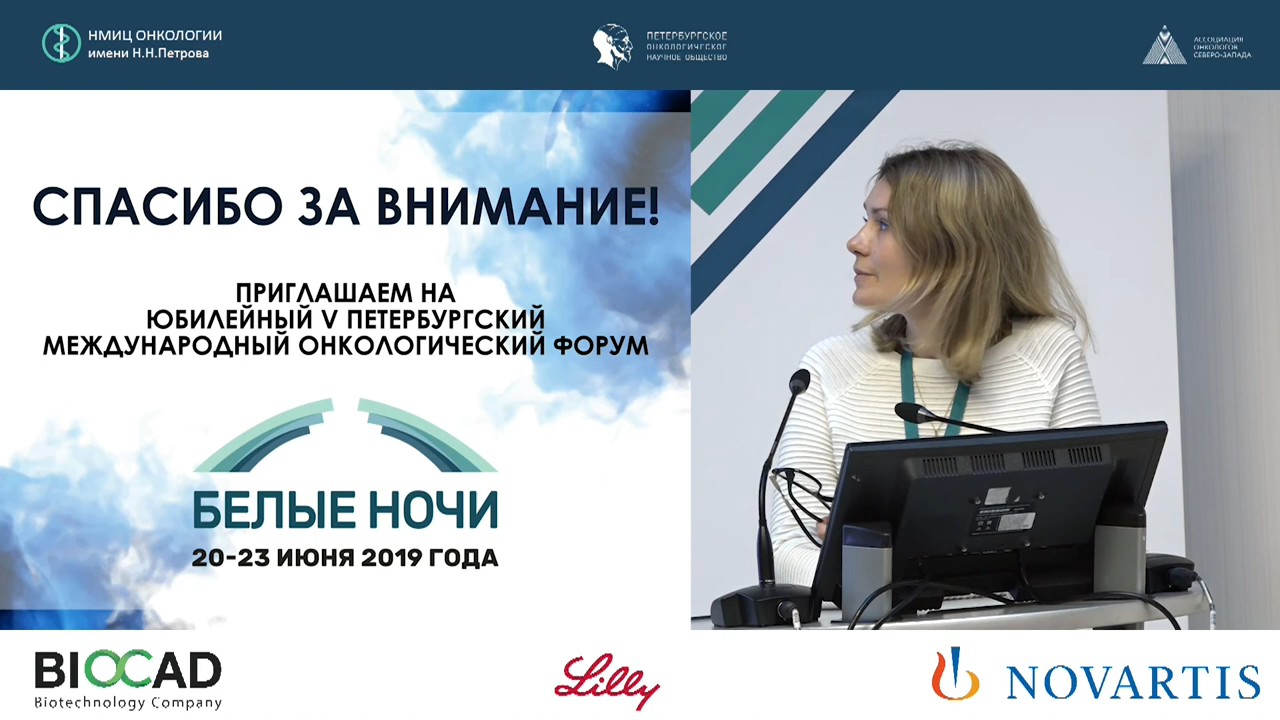 НМИЦ ОНКОЛОГИИ
имени Н.Н.Петрова
ПЕТЕРБУРГСКОЕ
ОНКОЛОГИЧЕСКОЕ
НАУЧНОЕ ОБЩЕСТВО
АССОЦИАЦИЯ
ОНКОЛОГОВ
СЕВЕРО-ЗАПАДА
СПАСИБО ЗА ВНИМАНИЕ!
ПРИГЛАШАЕМ НА
ЮБИЛЕЙНЫЙ V ПЕТЕРБУРГСКИЙ
МЕЖДУНАРОДНЫЙ ОНКОЛОГИЧЕСКИЙ ФОРУМ
БЕЛЫЕ НОЧИ
20-23 ИЮНЯ 2019 ГОДА
BIOCAD
Biotechnology Company
Lilly
NOVARTIS